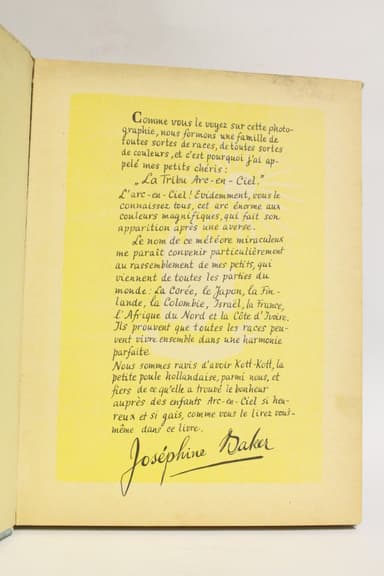 Comme vous le voyez sur cette photo-
graphie, nous formons une famille de
toutes sortes de races, de toutes sortes
de couleurs, et c'est pourquoi j'ai ap-
pelé mes petits chéris :
„La Tribu Arc-en-Ciel."
L'arc-en-Ciel ! Evidemment, vous le
connaissez tous, cet arc énorme aux
couleurs magnifiques, qui fait son
apparition après une averse.
Le nom de ce météore miraculeux
me paraît convenir particulièrement
au rassemblement de mes petits, qui
viennent de toutes les parties du
monde : La Corée, le Japon, la Fin-
lande, la Colombie, Israël, la France,
l'Afrique du Nord et la Côte d'Ivoire.
Ils prouvent que toutes les races peu-
vent vivre ensemble dans une harmonie
parfaite.
Nous sommes ravis d'avoir Kott-Kott, la
petite poule hollandaise, parmi nous, et
fiers de ce qu'elle a trouvé le bonheur
auprès des enfants Arc-en-Ciel si heu-
reux et si gais, comme vous le lirez vous-
même dans ce livre.
Joséphine Baker